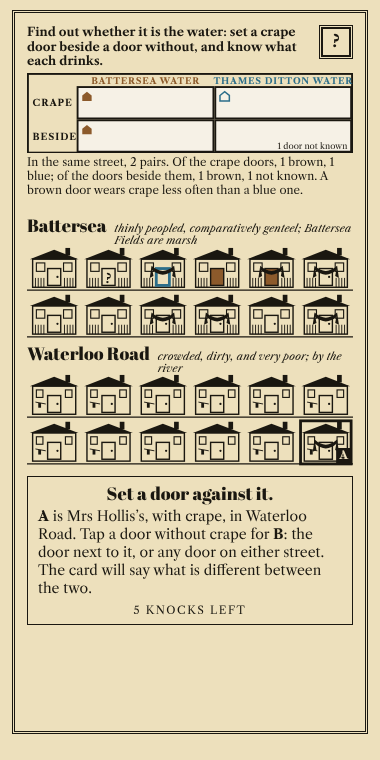 Find out whether it is the water: set a crape
door beside a door without, and know what
each drinks.
?
BATTERSEA WATER THAMES DITTON WATER
CRAPE
BESIDE
1 door not known
In the same street, 2 pairs. Of the crape doors, 1 brown, 1
blue; of the doors beside them, 1 brown, 1 not known. A
brown door wears crape less often than a blue one.
Battersea thinly peopled, comparatively genteel; Battersea
Fields are marsh
?
Waterloo Road crowded, dirty, and very poor; by the
river
A
Set a door against it.
A is Mrs Hollis's, with crape, in Waterloo
Road. Tap a door without crape for B: the
door next to it, or any door on either street.
The card will say what is different between
the two.
5 KNOCKS LEFT